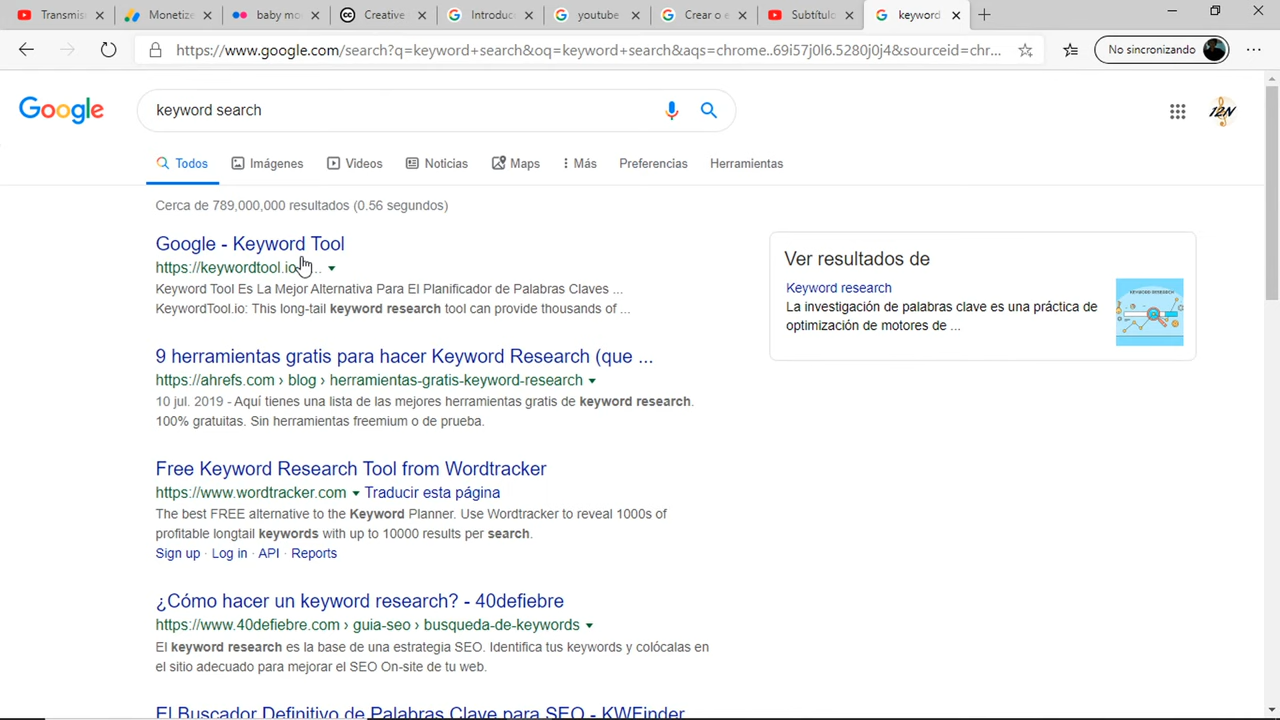 Transmis
Monetize
baby mo
Creative
Introduc
youtube
Crear o e
Subtítulo
keyword
https://www.google.com/search?q=keyword+search&oq=keyword+search&aqs=chrome..69i57j0l6.5280j0j4&sourceid=chr...
No sincronizando
Google
keyword search
12N
Todos
Imágenes
Videos
Noticias
Maps
Más
Preferencias
Herramientas
Cerca de 789,000,000 resultados (0.56 segundos)
Google - Keyword Tool
https://keywordtool.io
Keyword Tool Es La Mejor Alternativa Para El Planificador de Palabras Claves ...
KeywordTool.io: This long-tail keyword research tool can provide thousands of ...
9 herramientas gratis para hacer Keyword Research (que ...
https://ahrefs.com › blog › herramientas-gratis-keyword-research
10 jul. 2019 - Aquí tienes una lista de las mejores herramientas gratis de keyword research.
100% gratuitas. Sin herramientas freemium o de prueba.
Free Keyword Research Tool from Wordtracker
https://www.wordtracker.com Traducir esta página
The best FREE alternative to the Keyword Planner. Use Wordtracker to reveal 1000s of
profitable longtail keywords with up to 10000 results per search.
Sign up · Log in · API · Reports
¿Cómo hacer un keyword research? - 40defiebre
https://www.40defiebre.com › guia-seo › busqueda-de-keywords
El keyword research es la base de una estrategia SEO. Identifica tus keywords y colócalas
en el sitio adecuado para mejorar el SEO On-site de tu web.
El Buscador Definitivo de Palabras Clave para SEO - KWFinder
Ver resultados de
Keyword research
La investigación de palabras clave es una práctica de
optimización de motores de ...
KEYWORD RESEARCH